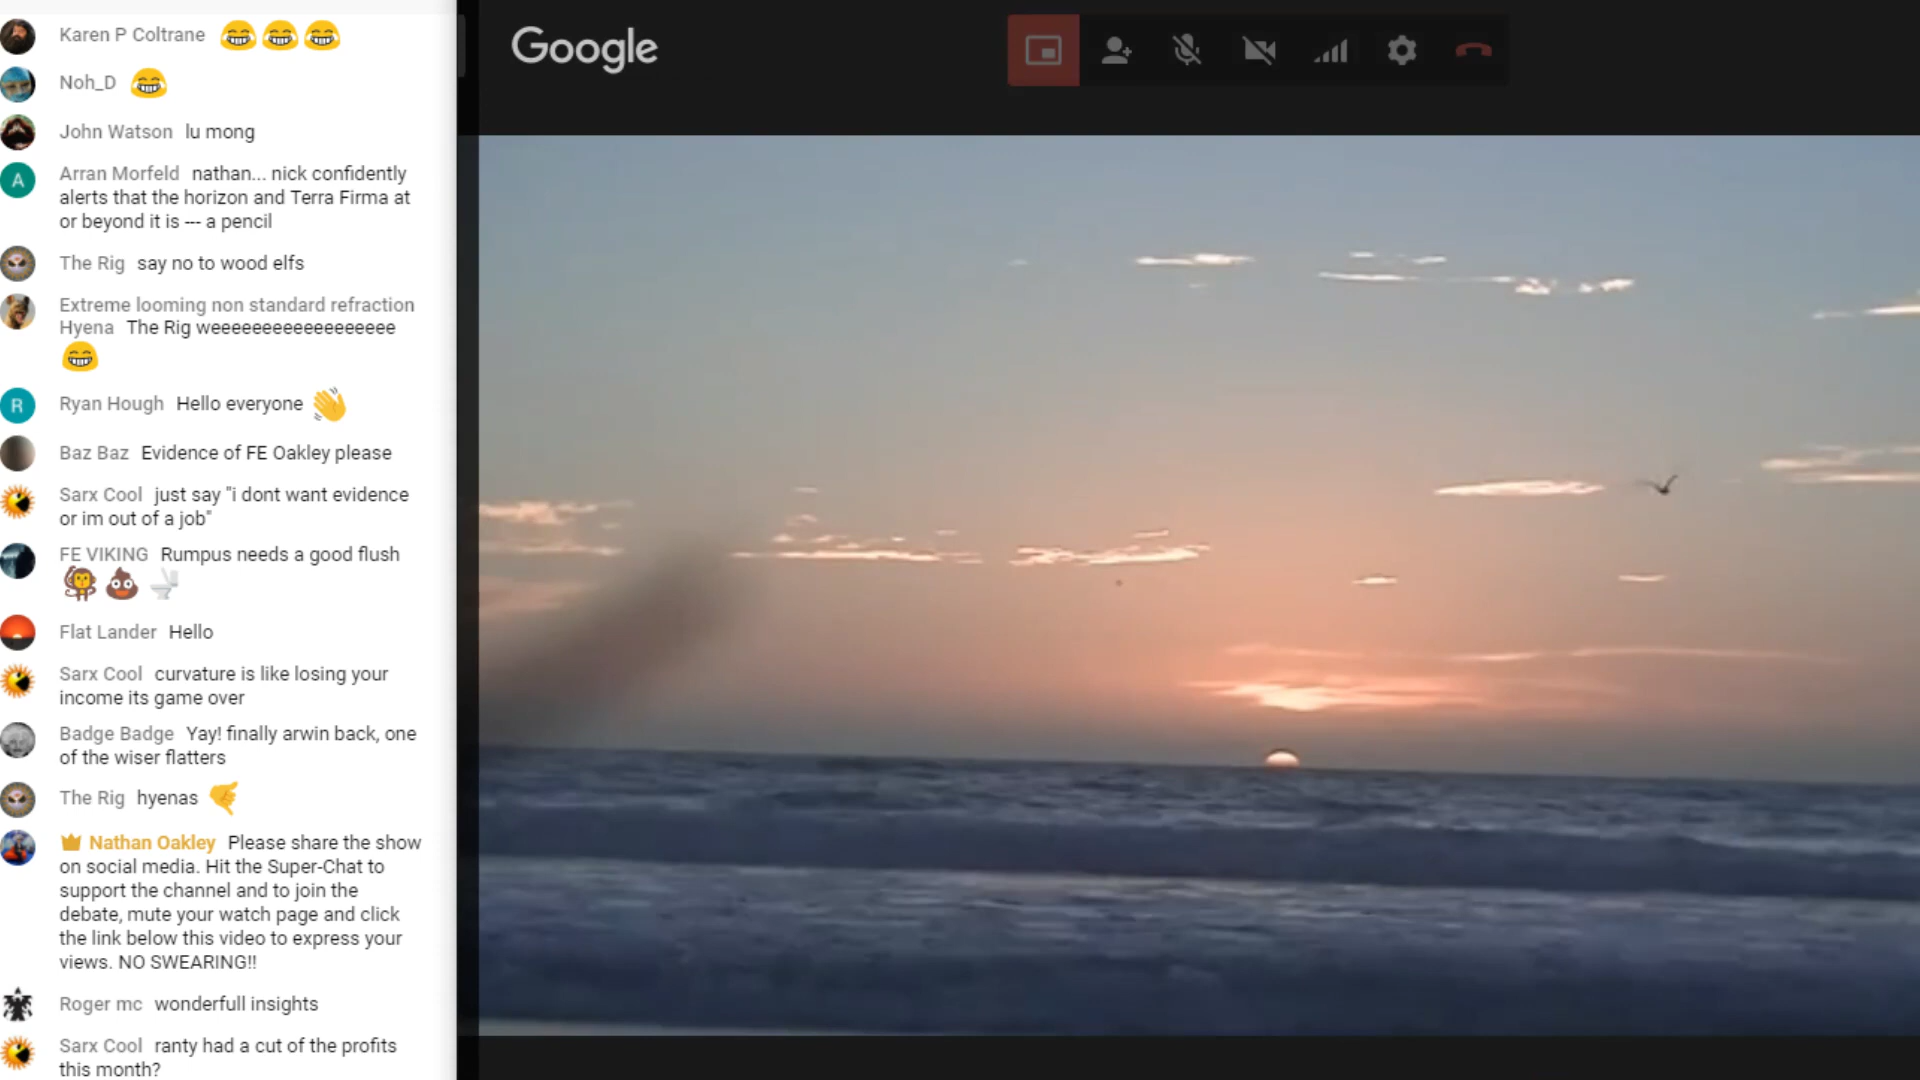 Karen P Coltrane
Noh_D
John Watson lu mong
Arran Morfeld nathan... nick confidently
alerts that the horizon and Terra Firma at
or beyond it is --- a pencil
The Rig say no to wood elfs
Extreme looming non standard refraction
Hyena The Rig weeeeeeeeeeeeeeeeee
Ryan Hough Hello everyone
Baz Baz Evidence of FE Oakley please
Sarx Cool just say "i dont want evidence
or im out of a job"
FE VIKING Rumpus needs a good flush
Flat Lander Hello
Sarx Cool curvature is like losing your
income its game over
Badge Badge Yay! finally arwin back, one
of the wiser flatters
The Rig hyenas
Nathan Oakley Please share the show
on social media. Hit the Super-Chat to
support the channel and to join the
debate, mute your watch page and click
the link below this video to express your
views. NO SWEARING!!
Roger mc wonderfull insights
Sarx Cool ranty had a cut of the profits
this month?
A
R
Google